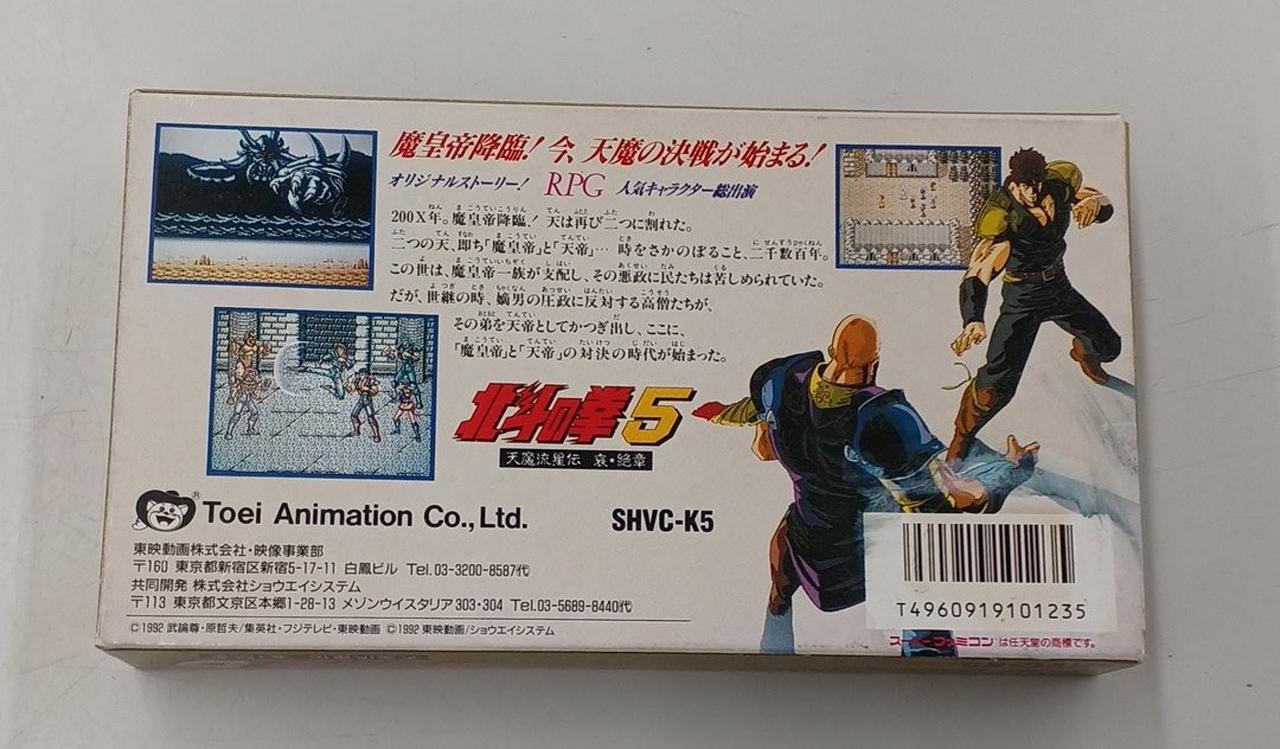 魔皇帝降臨！今、天魔の決戦が始まる！
オリジナルストーリー！ RPG 人気キャラクター総出演
200X年。魔皇帝降臨！天は再び二つに割れた。
二つの天、即ち「魔皇帝」と「天帝」… 時をさかのぼること、二千数百年。
この世は、魔皇帝一族が支配し、その悪政に民たちは苦しめられていた。
だが、世継の時、嫡男の圧政に反対する高僧たちが、
その弟を天帝としてかつぎ出し、ここに、
「魔皇帝」と「天帝」の対決の時代が始まった。
北斗の拳5
天魔流星伝 哀★絶章
® Toei Animation Co., Ltd. SHVC-K5
東映動画株式会社・映像事業部
〒160 東京都新宿区新宿5-17-11 白鳳ビル Tel.03-3200-8587㈹
共同開発 株式会社ショウエイシステム
〒113 東京都文京区本郷1-28-13 メゾンウイスタリア303・304 Tel.03-5689-8440㈹
©1992 武論尊・原哲夫/集英社・フジテレビ・東映動画 ©1992 東映動画/ショウエイシステム
T4960919101235
スーパーファミコンは任天堂の商標です。